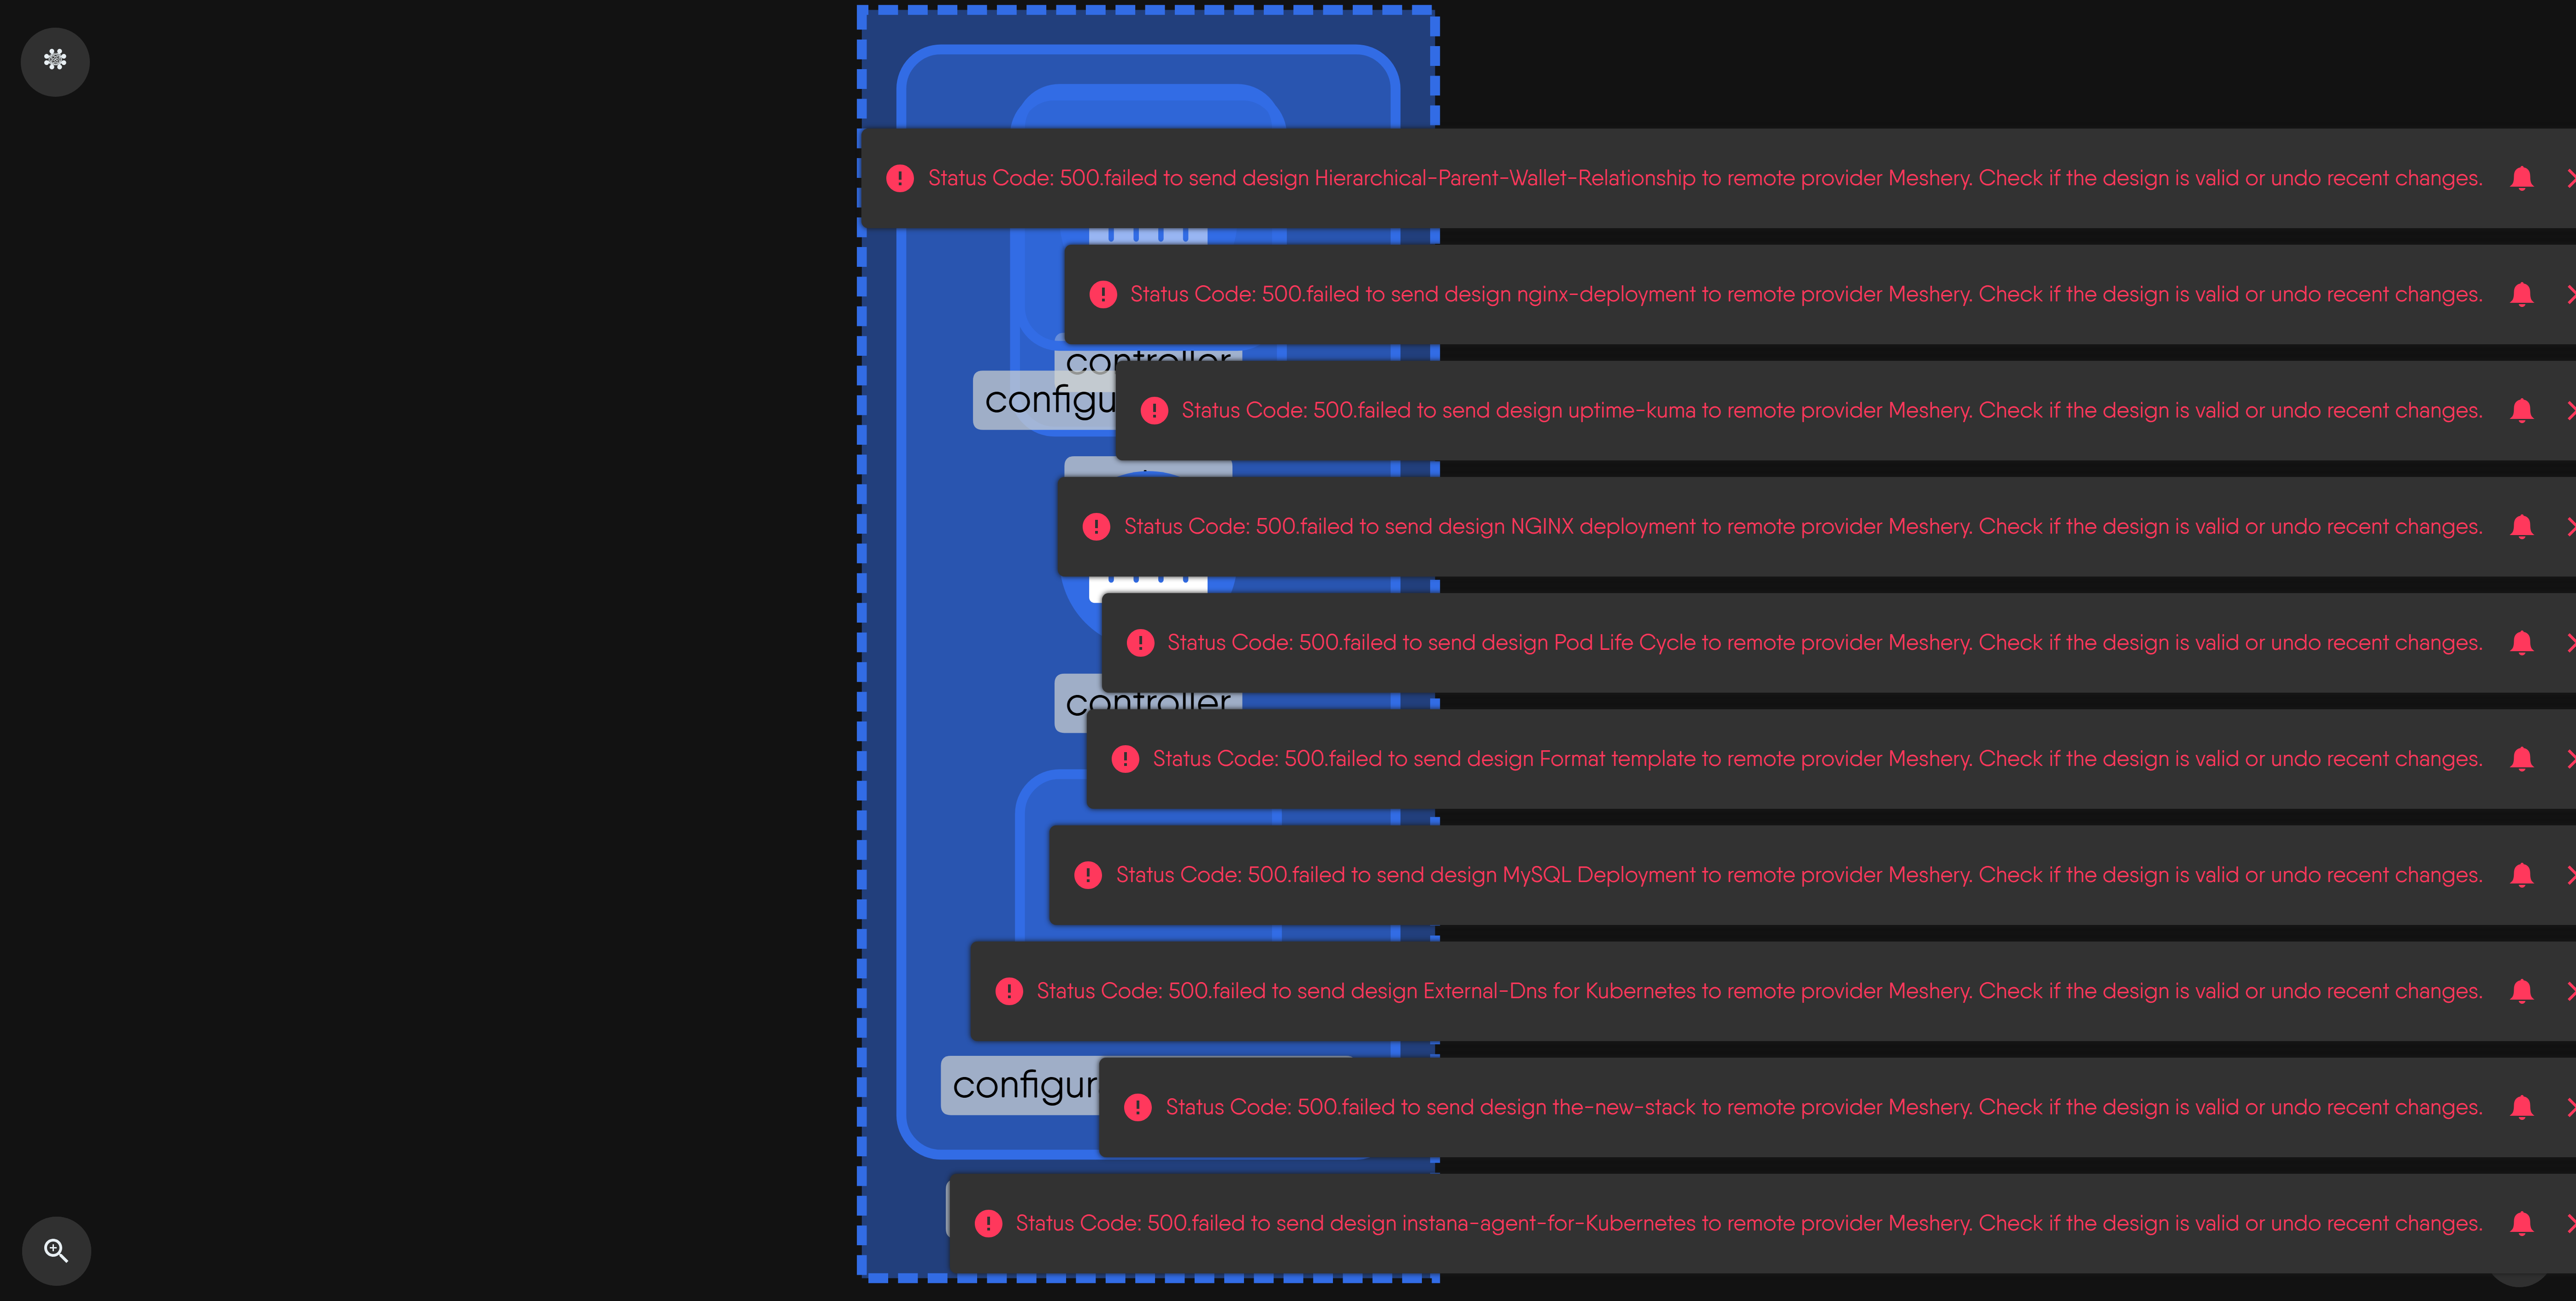 Status Code: 500.failed to send design Hierarchical-Parent-Wallet-Relationship to remote provider Meshery. Check if the design is valid or undo recent changes.
Status Code: 500.failed to send design nginx-deployment to remote provider Meshery. Check if the design is valid or undo recent changes.
controller
configu
Status Code: 500.failed to send design uptime-kuma to remote provider Meshery. Check if the design is valid or undo recent changes.
Status Code: 500.failed to send design NGINX deployment to remote provider Meshery. Check if the design is valid or undo recent changes.
Status Code: 500.failed to send design Pod Life Cycle to remote provider Meshery. Check if the design is valid or undo recent changes.
controller
Status Code: 500.failed to send design Format template to remote provider Meshery. Check if the design is valid or undo recent changes.
Status Code: 500.failed to send design MySQL Deployment to remote provider Meshery. Check if the design is valid or undo recent changes.
Status Code: 500.failed to send design External-Dns for Kubernetes to remote provider Meshery. Check if the design is valid or undo recent changes.
configur
Status Code: 500.failed to send design the-new-stack to remote provider Meshery. Check if the design is valid or undo recent changes.
Status Code: 500.failed to send design instana-agent-for-Kubernetes to remote provider Meshery. Check if the design is valid or undo recent changes.